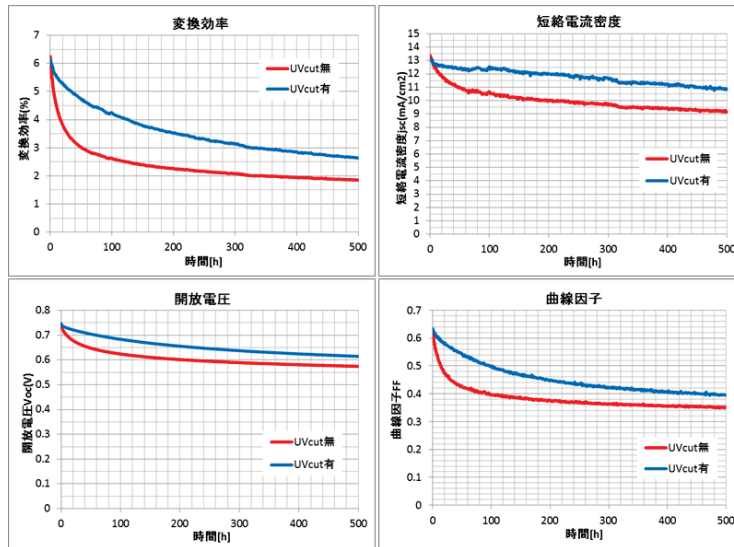 変換効率
7
6
5
4
3
2
1
0
変換効率(%)
UVcut無
UVcut有
0 100 200 300 400 500
時間[h]
短絡電流密度
15
14
13
12
11
10
9
8
7
6
5
4
3
2
1
0
短絡電流密度jsc(mA/cm2)
UVcut無
UVcut有
0 100 200 300 400 500
時間[h]
開放電圧
0.8
0.7
0.6
0.5
0.4
0.3
0.2
0.1
0
開放電圧Voc(V)
UVcut無
UVcut有
0 100 200 300 400 500
時間[h]
曲線因子
0.7
0.6
0.5
0.4
0.3
0.2
0.1
0
曲線因子FF
UVcut無
UVcut有
0 100 200 300 400 500
時間[h]